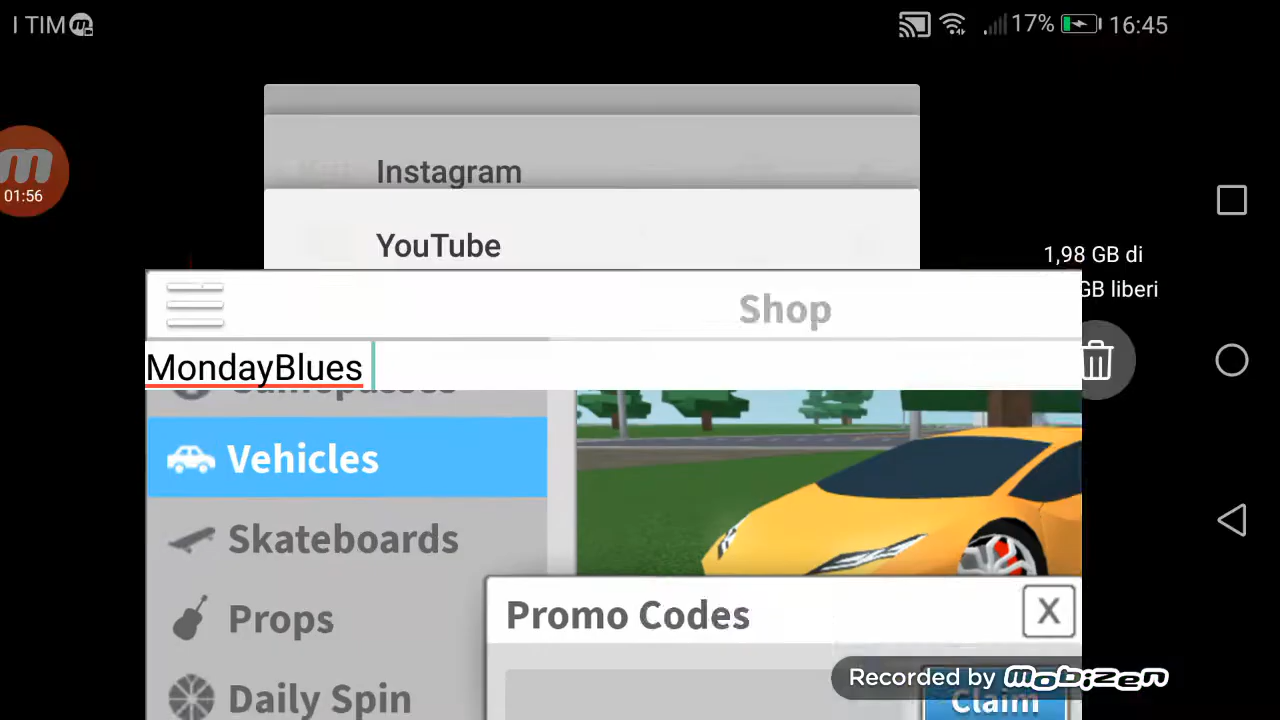 I TIM
17% 16:45
01:56
Instagram
YouTube
1,98 GB di
GB liberi
Shop
MondayBlues
Vehicles
Skateboards
Props
Daily Spin
Promo Codes
X
Claim
Recorded by mobizen